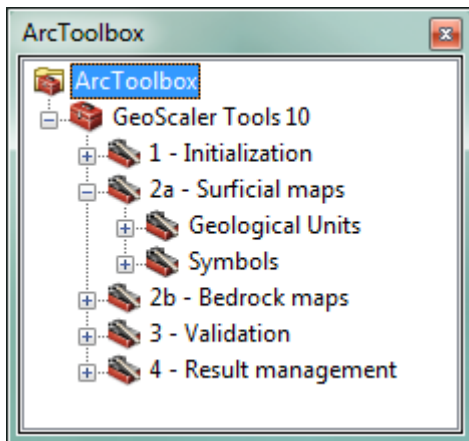 ArcToolbox
ArcToolbox
GeoScaler Tools 10
1 - Initialization
2a - Surficial maps
Geological Units
Symbols
2b - Bedrock maps
3 - Validation
4 - Result management